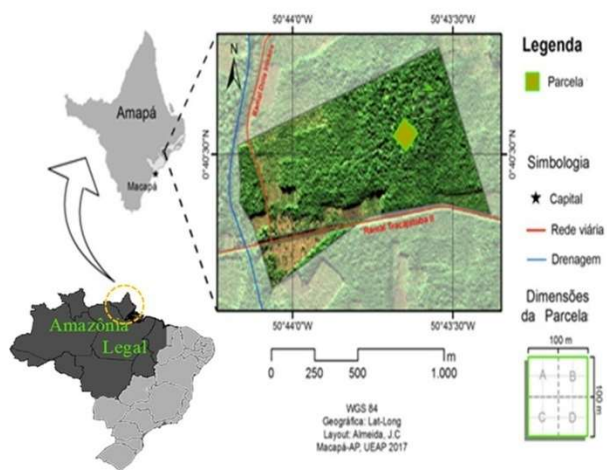 50°44'0"O
50°43'30"O
N
Ramal Tracajatuba II
0°40'30"N
0°40'30"N
50°44'0"O
50°43'30"O
Amapá
Macapá
Amazônia
Legal
0
250
500
1.000
m
WGS 84
Geográfica: Lat-Long
Layout: Almeida, J.C
Macapá-AP, UEAP 2017
Legenda
Parcela
Simbologia
Capital
Rede viária
Drenagem
Dimensões
da Parcela
100 m
100 m
A
B
C
D